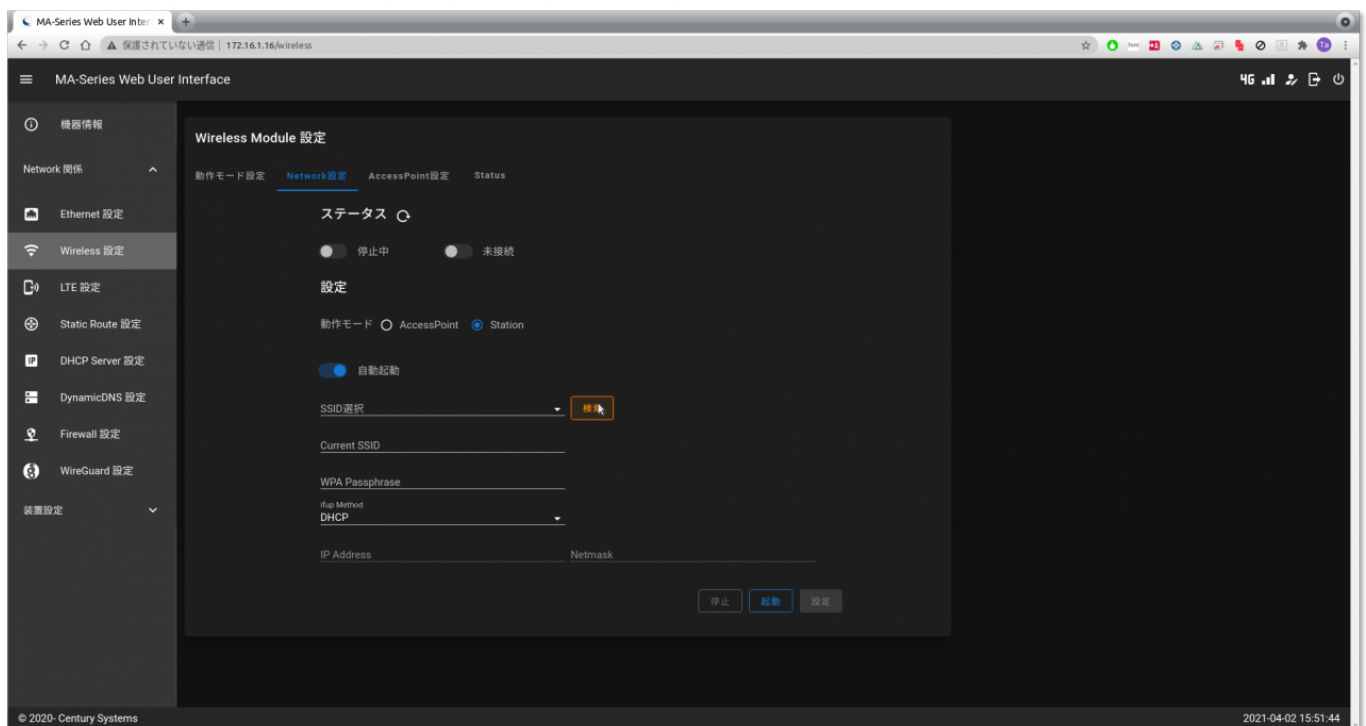 MA-Series Web User Inter
保護されていない通信 | 172.16.1.16/wireless
MA-Series Web User Interface
4G
機器情報
Network 関係
Ethernet 設定
Wireless 設定
LTE 設定
Static Route 設定
DHCP Server 設定
DynamicDNS 設定
Firewall 設定
WireGuard 設定
装置設定
Wireless Module 設定
動作モード設定 Network設定 AccessPoint設定 Status
ステータス
停止中 未接続
設定
動作モード AccessPoint Station
自動起動
SSID選択 検索
Current SSID
WPA Passphrase
ifup Method
DHCP
IP Address Netmask
停止 起動 設定
© 2020- Century Systems 2021-04-02 15:51:44